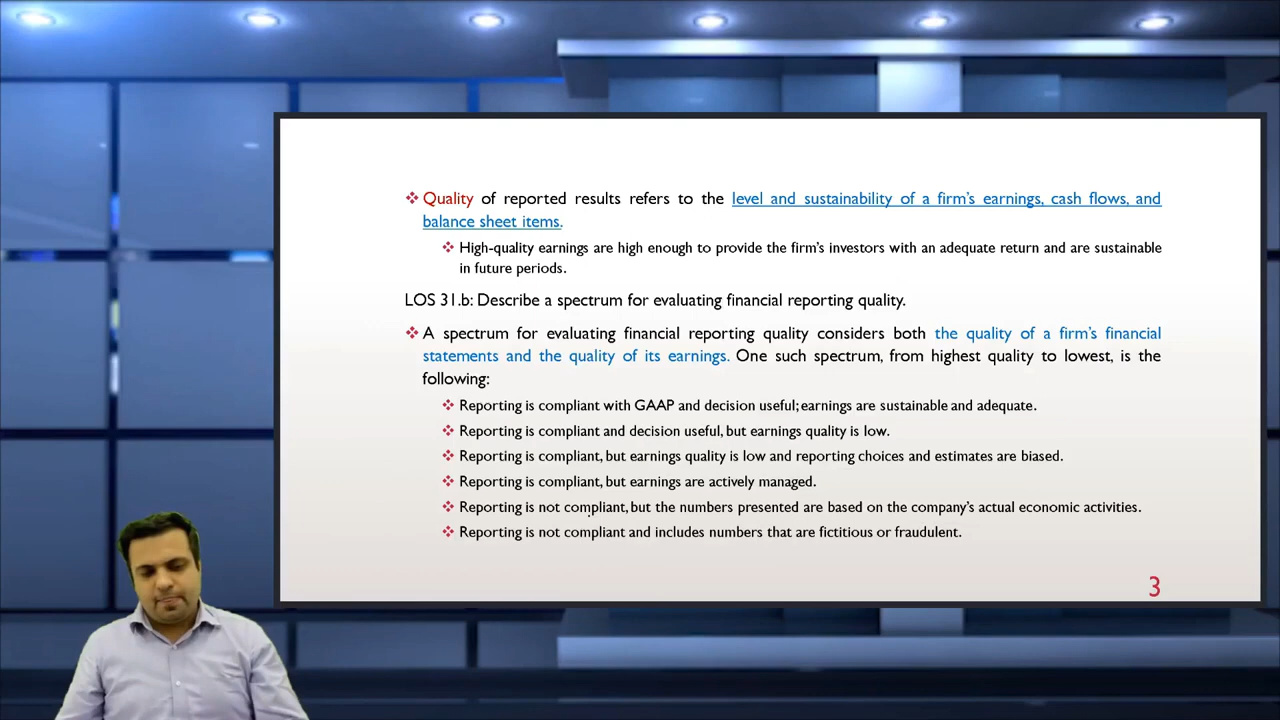 Quality of reported results refers to the level and sustainability of a firm's earnings, cash flows, and
balance sheet items.
High-quality earnings are high enough to provide the firm's investors with an adequate return and are sustainable
in future periods.
LOS 31.b: Describe a spectrum for evaluating financial reporting quality.
A spectrum for evaluating financial reporting quality considers both the quality of a firm's financial
statements and the quality of its earnings. One such spectrum, from highest quality to lowest, is the
following:
Reporting is compliant with GAAP and decision useful; earnings are sustainable and adequate.
Reporting is compliant and decision useful, but earnings quality is low.
Reporting is compliant, but earnings quality is low and reporting choices and estimates are biased.
Reporting is compliant, but earnings are actively managed.
Reporting is not compliant, but the numbers presented are based on the company's actual economic activities.
Reporting is not compliant and includes numbers that are fictitious or fraudulent.
3